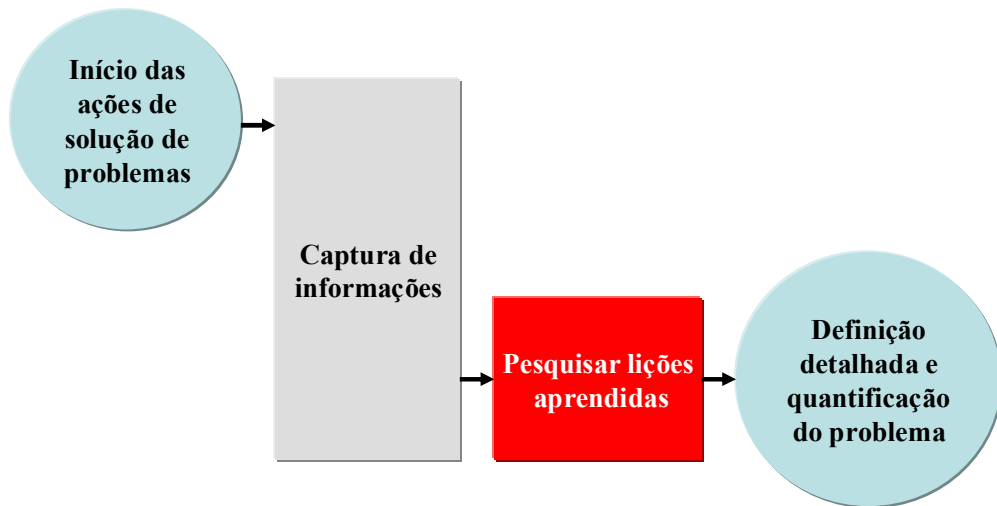 Início das
ações de
solução de
problemas
Captura de
informações
Pesquisar lições
aprendidas
Definição
detalhada e
quantificação
do problema